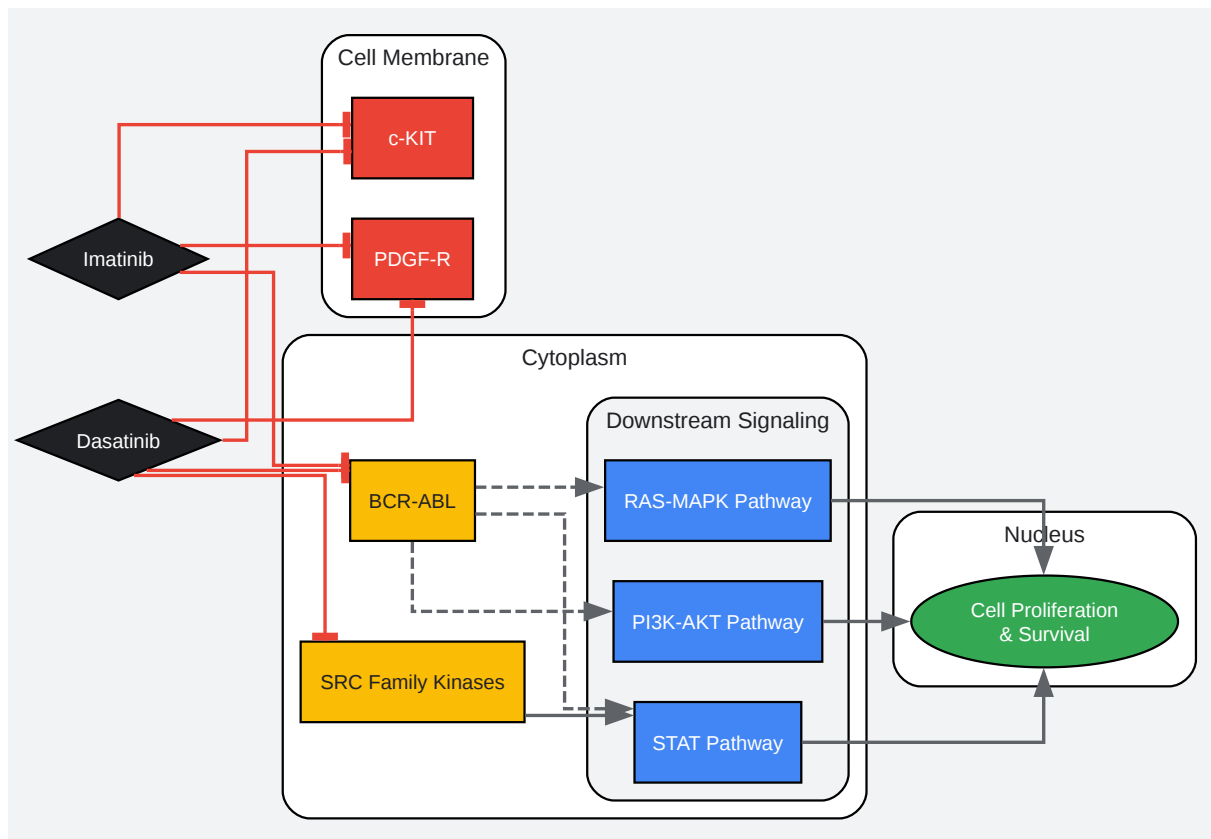 Cell Membrane
c-KIT
Imatinib
PDGF-R
Cytoplasm
Dasatinib
Downstream Signaling
BCR-ABL
RAS-MAPK Pathway
Nucleus
PI3K-AKT Pathway
Cell Proliferation
& Survival
SRC Family Kinases
STAT Pathway